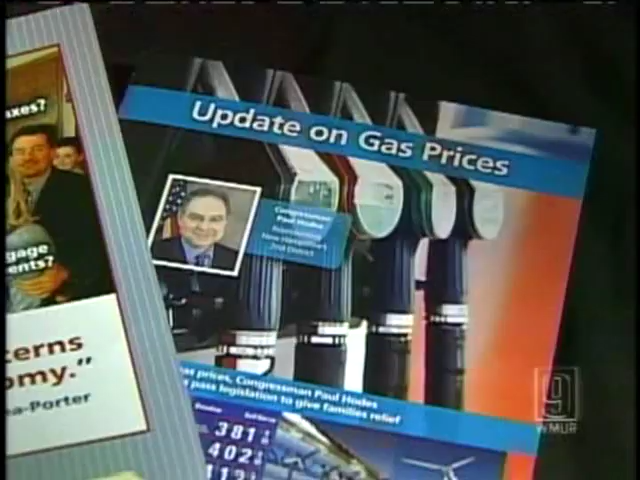 axes?
gage
ents?
terns
omy.”
ea-Porter
Update on Gas Prices
Congressman
Paul Hodes
Representing
New Hampshire's
2nd District
gas prices, Congressman Paul Hodes
pass legislation to give families relief
381
402
9
WMUR